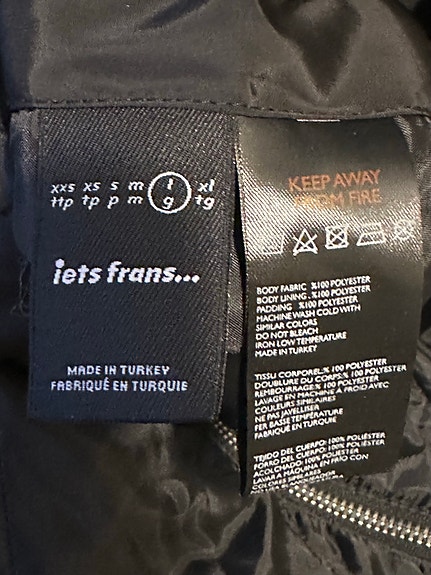 xxs xs s m l xl
ttp tp p m g tg
iets frans...
MADE IN TURKEY
FABRIQUÉ EN TURQUIE
KEEP AWAY
FROM FIRE
BODY FABRIC %100 POLYESTER
BODY LINING.%100 POLYESTER
PADDING %100 POLYESTER
MACHINE WASH COLD WITH
SIMILAR COLORS
DO NOT BLEACH
IRON LOW TEMPERATURE
MADE IN TURKEY
TISSU CORPOREL:% 100 POLYESTER
DOUBLURE DU CORPS:% 100 POLYESTER
REMBOURRAGE:% 100 POLYESTER
LAVAGE EN MACHINE À FROID AVEC
COULEURS SIMILAIRES
NE PAS JAVELLISER
FER BASSE TEMPÉRATURE
FABRIQUÉ EN TURQUIE
TEJIDO DEL CUERPO: 100% POLIÉSTER
FORRO DEL CUERPO: 100% POLIÉSTER
ACOLCHADO: 100% POLIÉSTER
LAVAR A MÁQUINA EN FRÍO CON
COLORES SIMILARES